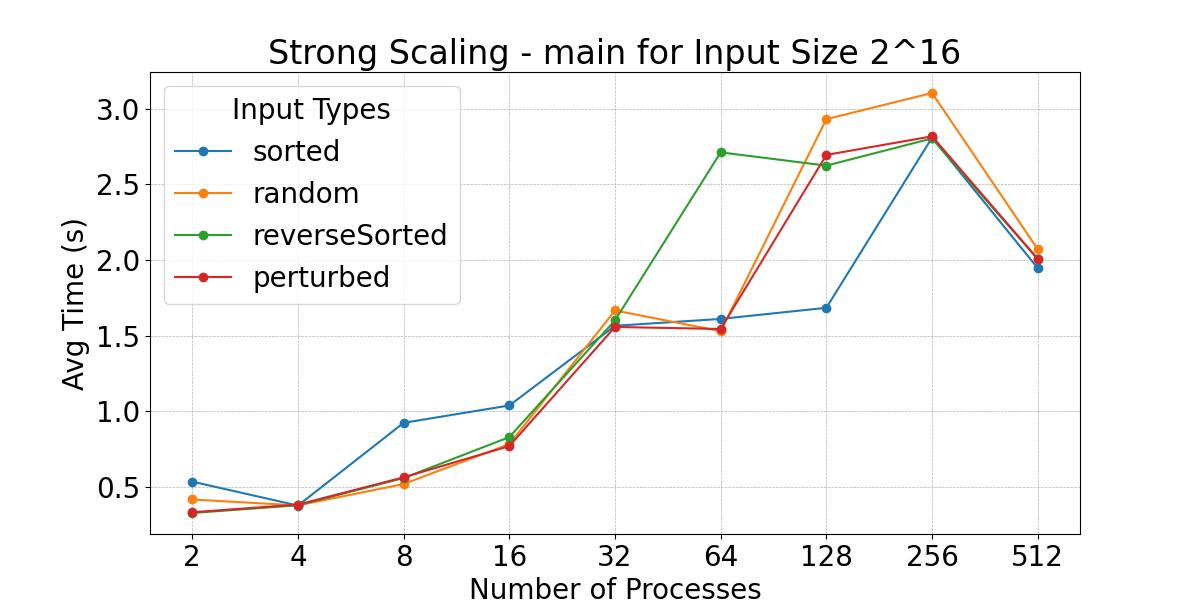 Strong Scaling - main for Input Size 2^16
Input Types
sorted
random
reverseSorted
perturbed
Avg Time (s)
3.0
2.5
2.0
1.5
1.0
0.5
2 4 8 16 32 64 128 256 512
Number of Processes